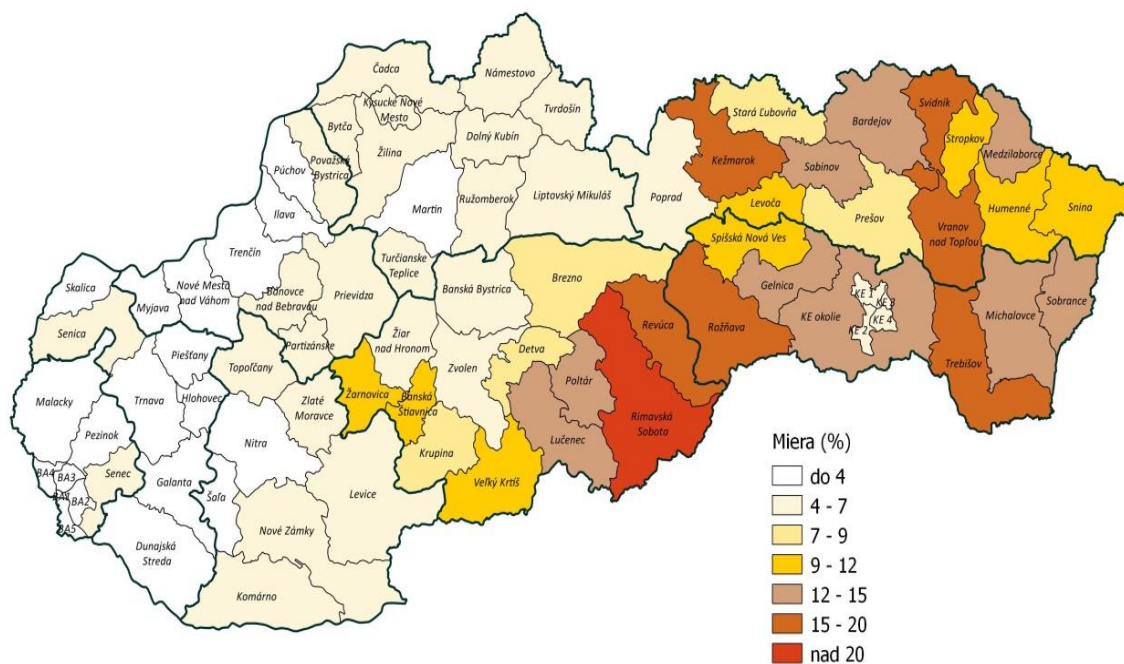 Čadca
Námestovo
Kysucké Nové
Mesto
Tvrdošín
Bytča
Dolný Kubín
Žilina
Považská
Bystrica
Púchov
Ilava
Martin
Ružomberok
Liptovský Mikuláš
Poprad
Kežmarok
Stará Ľubovňa
Bardejov
Svidník
Stropkov
Medzilaborce
Sabinov
Levoča
Prešov
Vranov
nad Topľou
Humenné
Snina
Trenčín
Turčianske
Teplice
Spišská Nová Ves
Brezno
Banská Bystrica
Gelnica
KE okolie
KE 1
KE 3
KE 4
KE 2
Michalovce
Sobrance
Skalica
Myjava
Nové Mesto
nad Váhom
Bánovce
nad Bebravou
Prievidza
Senica
Partizánske
Žiar
nad Hronom
Zvolen
Detva
Revúca
Rožňava
Trebišov
Piešťany
Topoľčany
Žarnovica
Banská
Štiavnica
Poltár
Malacky
Trnava
Hlohovec
Zlaté
Moravce
Rimavská
Sobota
Pezinok
Nitra
Krupina
Lučenec
Veľký Krtíš
Senec
Galanta
Šaľa
Levice
BA4
BA3
BA2
BA5
Nové Zámky
Dunajská
Streda
Komárno
Miera (%)
do 4
4 - 7
7 - 9
9 - 12
12 - 15
15 - 20
nad 20